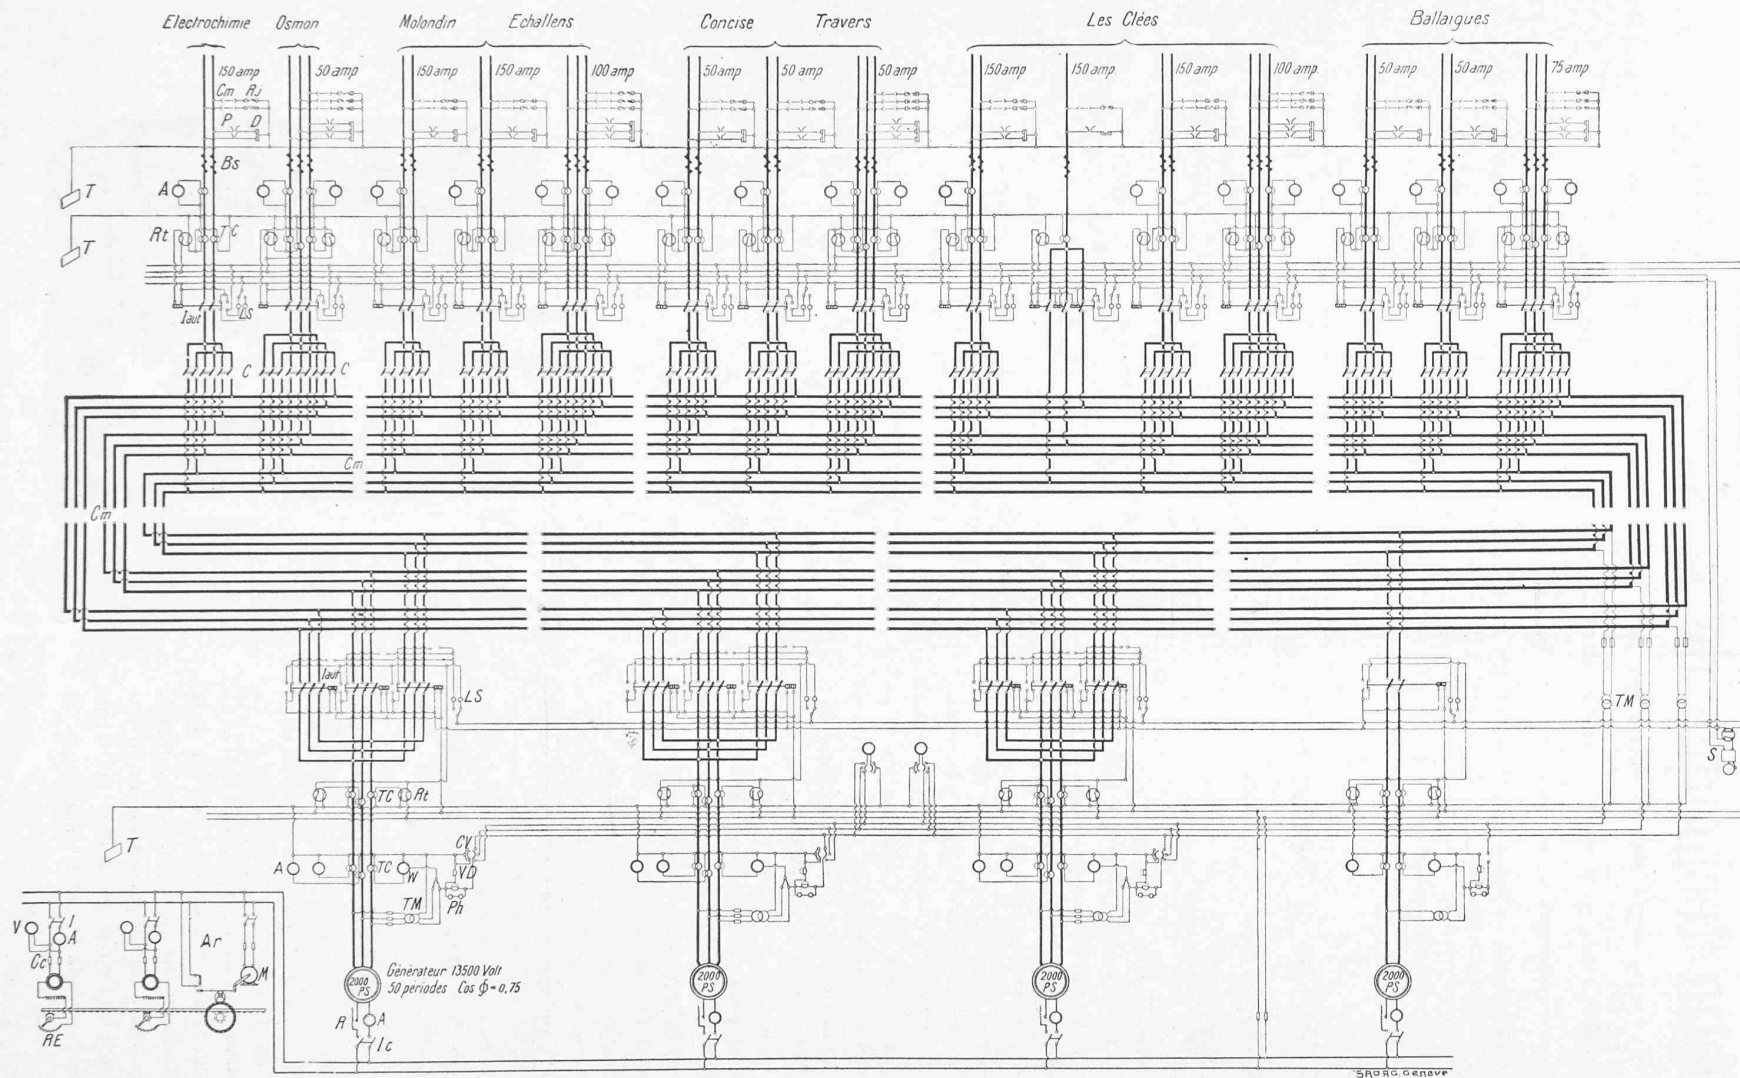 Electrochimie Osmon Molondin Echallens Concise Travers Les Clées Ballaigues
150 amp 50 amp 150 amp 150 amp 100 amp 50 amp 50 amp 50 amp 150 amp 150 amp 150 amp 100 amp. 50 amp 50 amp 75 amp
Cm RJ
P D
Bs
A
T
Rt TC
T
Iaut Ls
C C
Cm
Cm
Iaut
LS
TM
S
TC Rt
T
CV
A TC W VD
TM Ph
V I A Ar
Cc M
2000 PS
Générateur 13500 Volt
50 périodes Cos ϕ = 0,75
2000 PS
2000 PS
2000 PS
R A
RE
Ic
SADAG. Genève